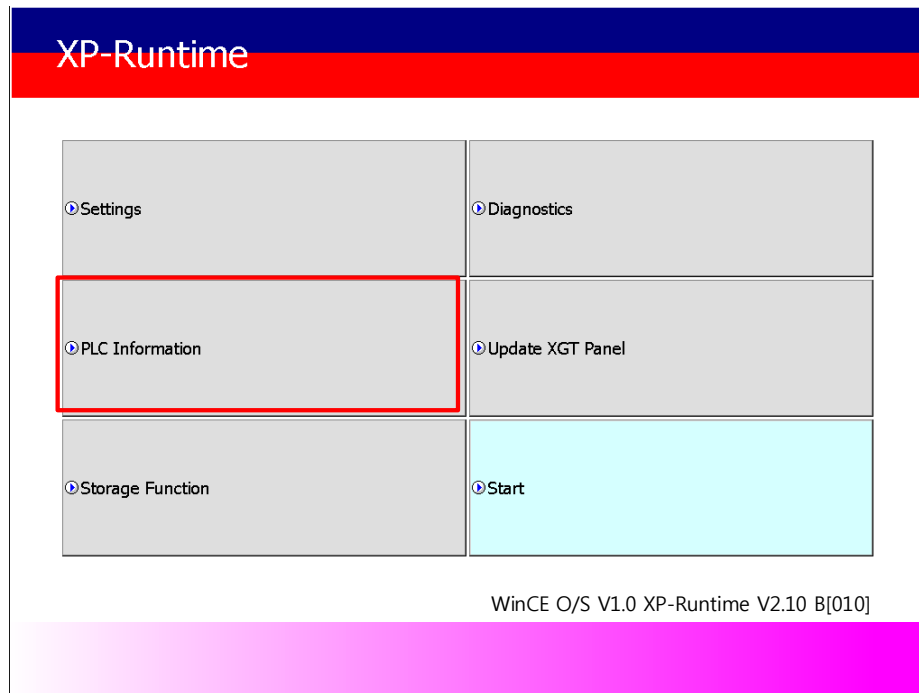 XP-Runtime
Settings
Diagnostics
PLC Information
Update XGT Panel
Storage Function
Start
WinCE O/S V1.0 XP-Runtime V2.10 B[010]